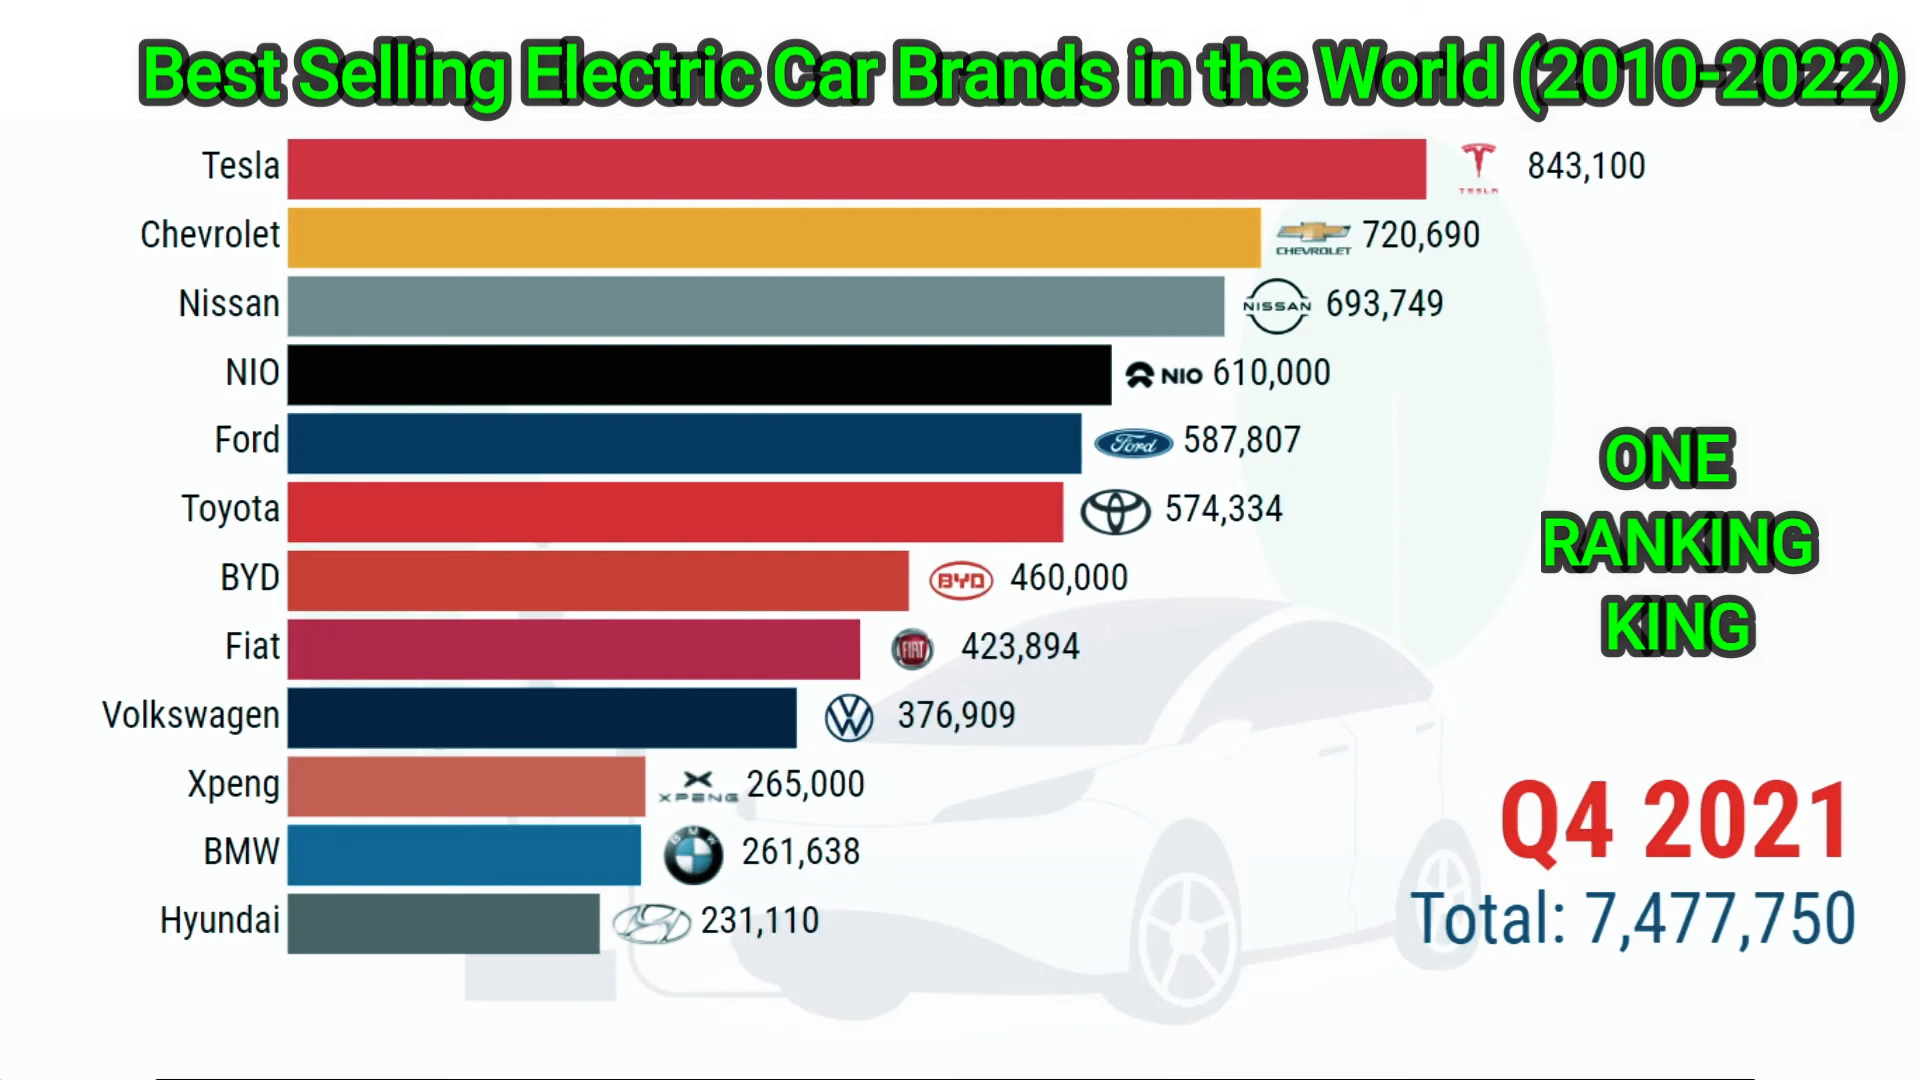 Best Selling Electric Car Brands in the World (2010-2022)
Tesla TESLA 843,100
Chevrolet CHEVROLET 720,690
Nissan NISSAN 693,749
NIO NIO 610,000
Ford Ford 587,807
Toyota 574,334
BYD BYD 460,000
Fiat FIAT 423,894
Volkswagen 376,909
Xpeng XPENG 265,000
BMW BMW 261,638
Hyundai 231,110
ONE
RANKING
KING
Q4 2021
Total: 7,477,750